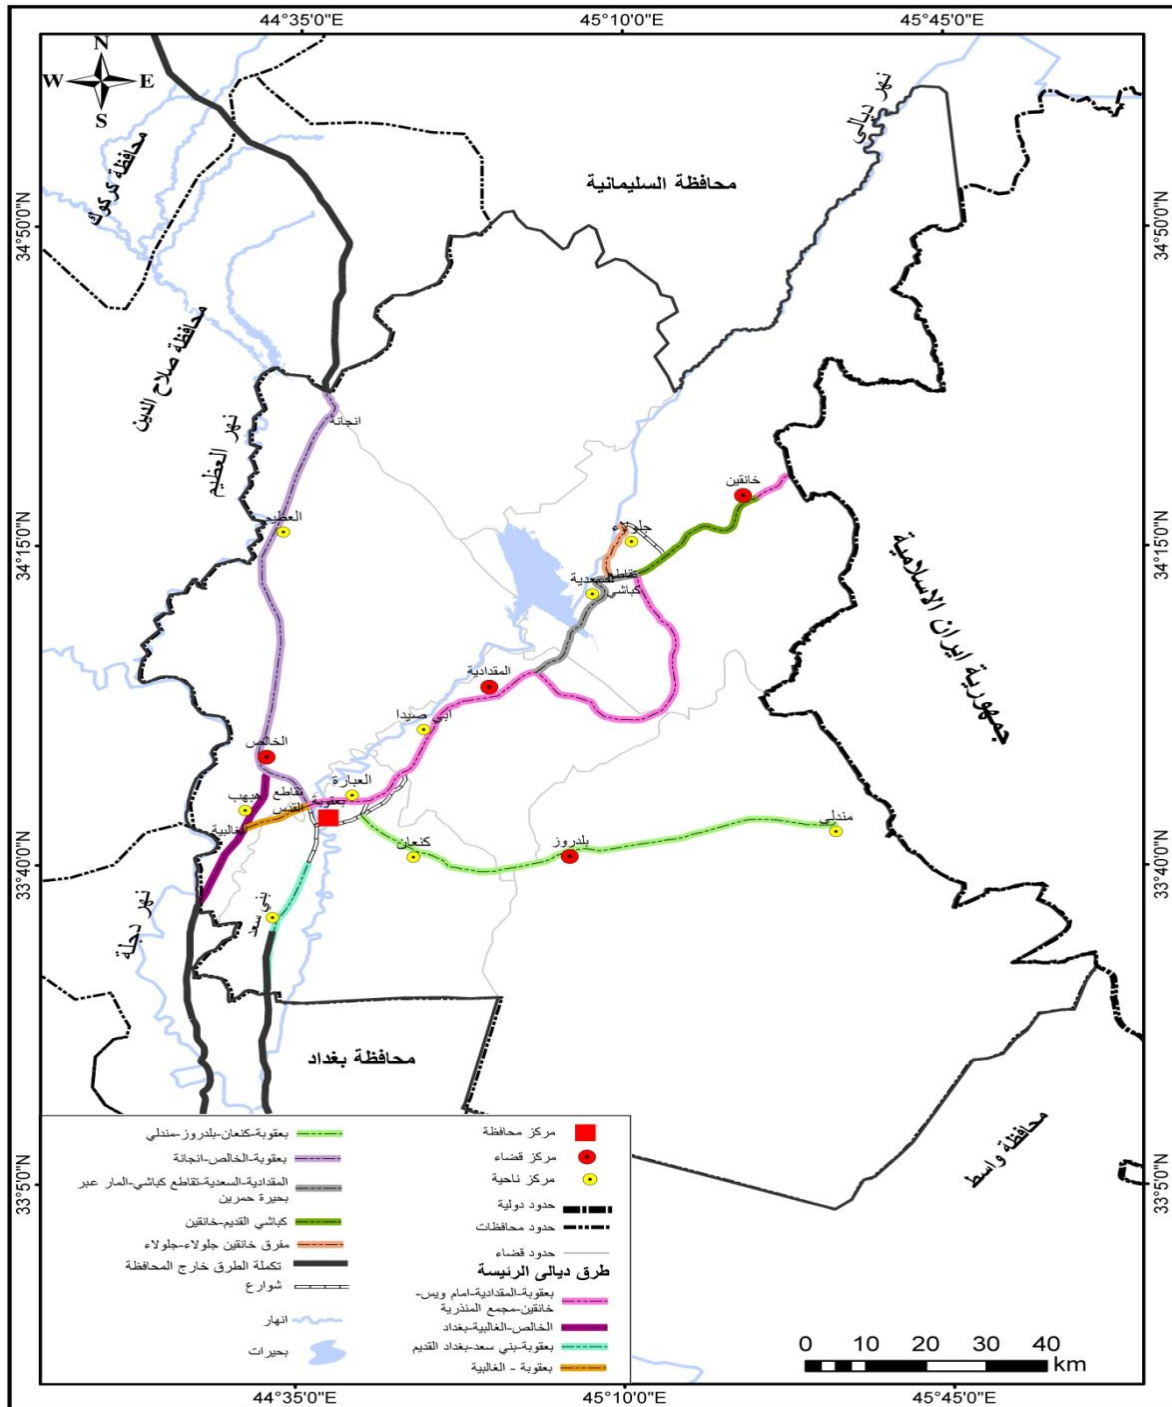 44°35'0"E
45°10'0"E
45°45'0"E
N
W
E
S
نهر ديالى
محافظة كركوك
محافظة السليمانية
34°50'0"N
34°50'0"N
محافظة صلاح الدين
انجانة
نهر العظيم
خانقين
العظيم
جلولاء
34°15'0"N
34°15'0"N
جمهورية ايران الاسلامية
تقاطع
السعدية
كباشي
المقدادية
ابي صيدا
الخالص
العبارة
تقاطع
القدس
هبهب
بعقوبة
الغالبية
مندلي
كنعان
بلدروز
33°40'0"N
33°40'0"N
بني سعد
نهر دجلة
محافظة بغداد
محافظة واسط
33°5'0"N
33°5'0"N
مركز محافظة
مركز قضاء
مركز ناحية
حدود دولية
حدود محافظات
حدود قضاء
طرق ديالى الرئيسة
بعقوبة-المقدادية-امام ويس-
خانقين-مجمع المنذرية
الخالص-الغالبية-بغداد
بعقوبة-بني سعد-بغداد القديم
بعقوبة - الغالبية
بعقوبة-كنعان-بلدروز-مندلي
بعقوبة-الخالص-انجانة
المقدادية-السعدية-تقاطع كباشي-المار عبر
بحيرة حمرين
كباشي القديم-خانقين
مفرق خانقين جلولاء-جلولاء
تكملة الطرق خارج المحافظة
شوارع
انهار
بحيرات
0 5 10 20 30 40
km
44°35'0"E
45°10'0"E
45°45'0"E